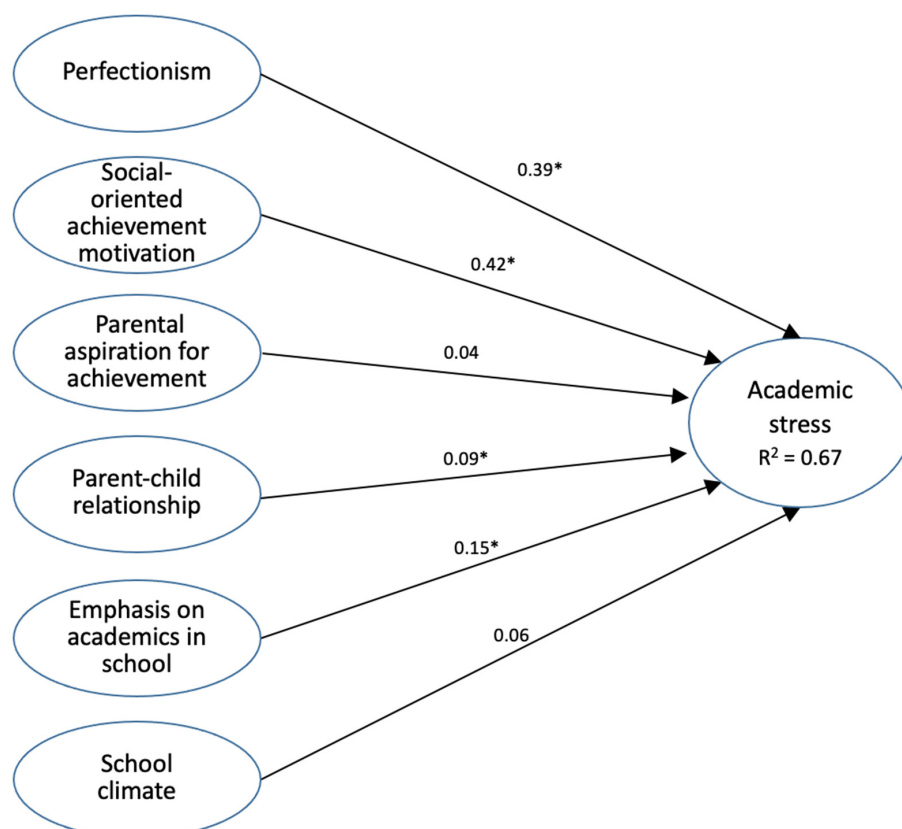 Perfectionism
0.39*
Social-
oriented
achievement
motivation
0.42*
Parental
aspiration for
achievement
0.04
Academic
stress
R² = 0.67
Parent-child
relationship
0.09*
Emphasis on
academics in
school
0.15*
0.06
School
climate